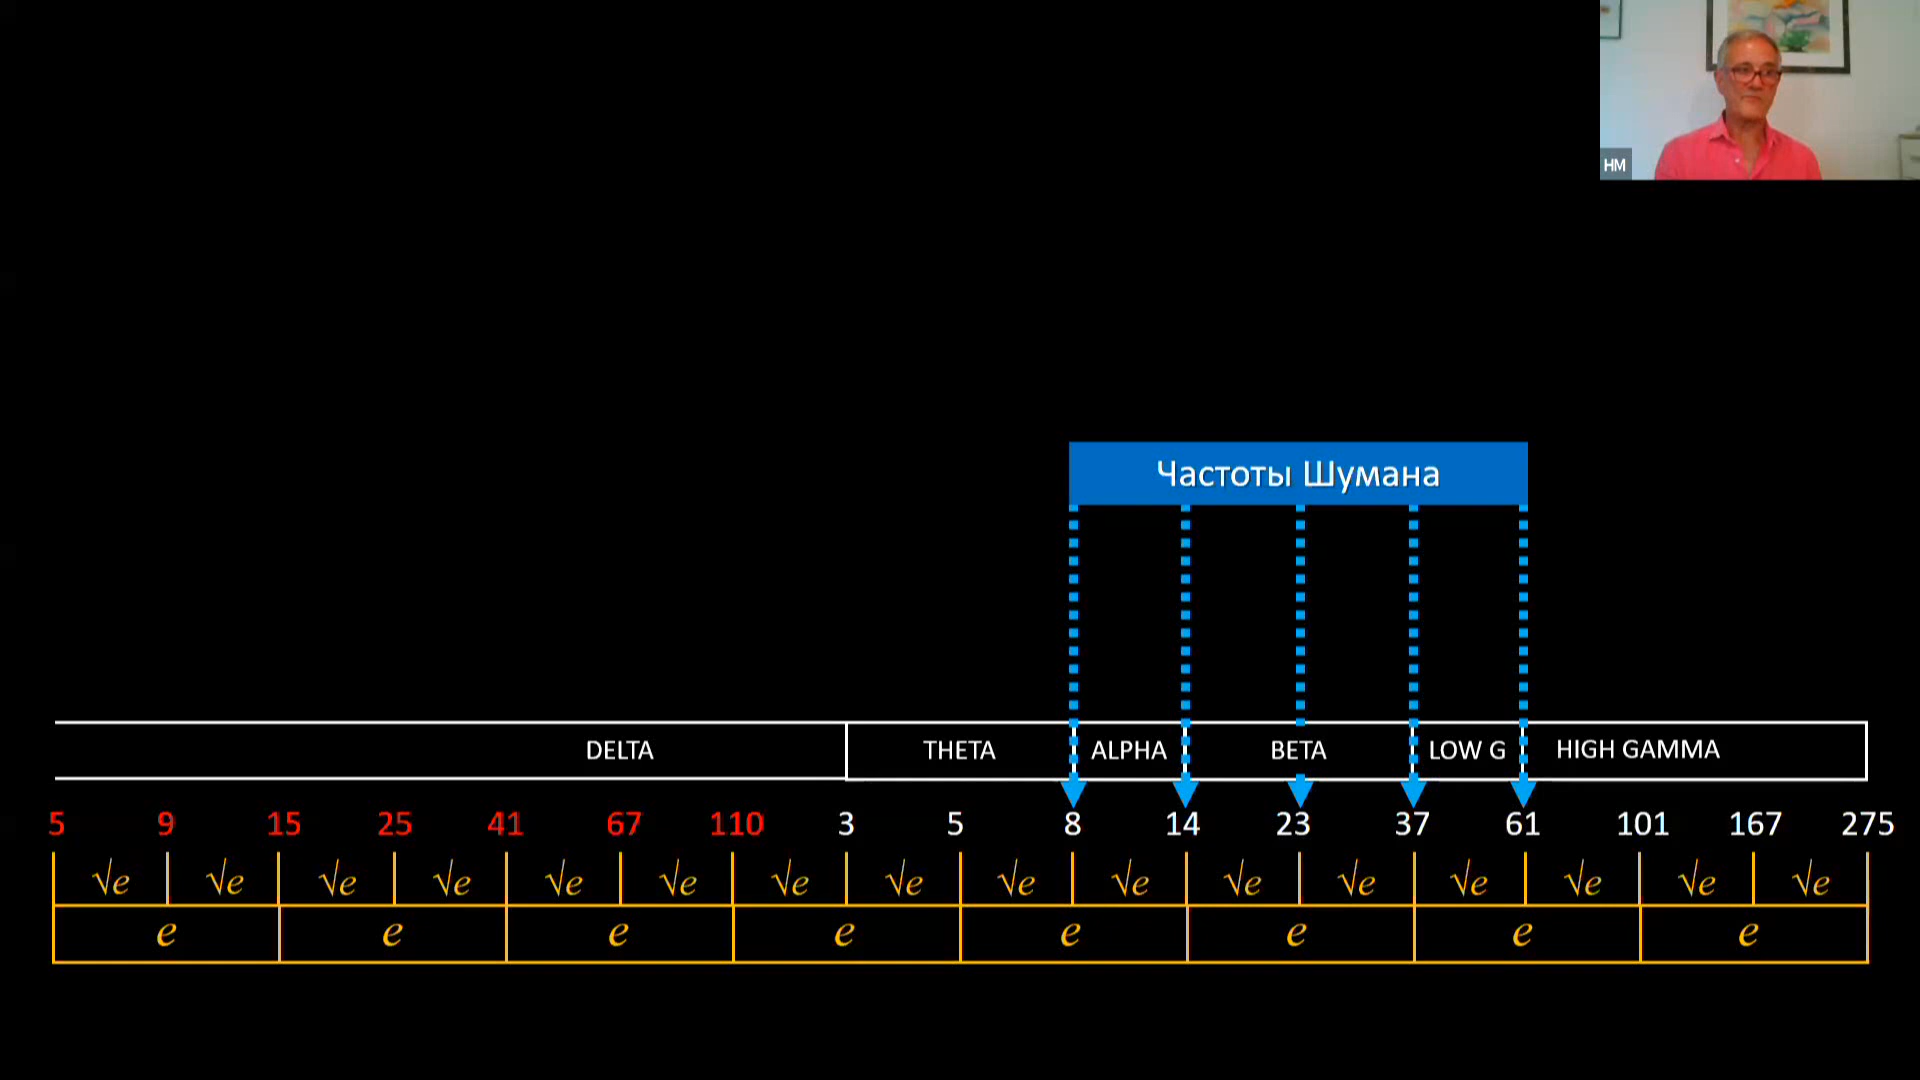 HM
Частоты Шумана
DELTA THETA ALPHA BETA LOW G HIGH GAMMA
5 9 15 25 41 67 110 3 5 8 14 23 37 61 101 167 275
√e √e √e √e √e √e √e √e √e √e √e √e √e √e √e √e
e e e e e e e e